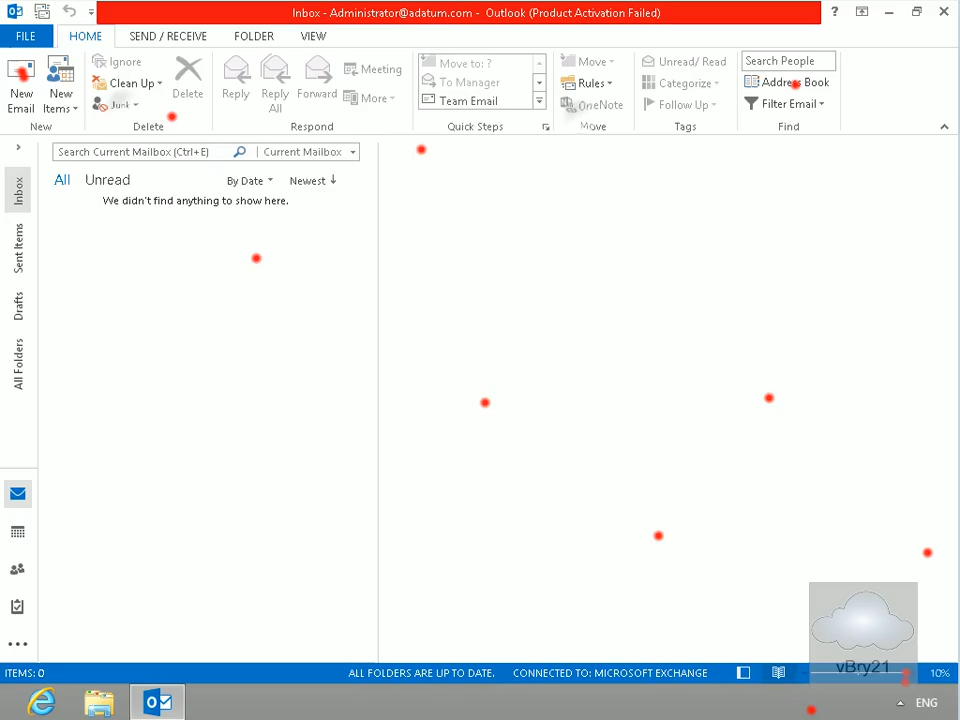 Inbox - Administrator@adatum.com - Outlook (Product Activation Failed)
FILE HOME SEND / RECEIVE FOLDER VIEW
New Email
New Items
Ignore
Clean Up
Junk
Delete
Reply
Reply All
Forward
Meeting
More
Move to: ?
To Manager
Team Email
Move
Rules
OneNote
Unread/ Read
Categorize
Follow Up
Search People
Address Book
Filter Email
New Delete Respond Quick Steps Move Tags Find
Search Current Mailbox (Ctrl+E) Current Mailbox
All Unread By Date Newest
We didn't find anything to show here.
Inbox
Sent Items
Drafts
All Folders
vBry21
ITEMS: 0 ALL FOLDERS ARE UP TO DATE. CONNECTED TO: MICROSOFT EXCHANGE 10%
ENG